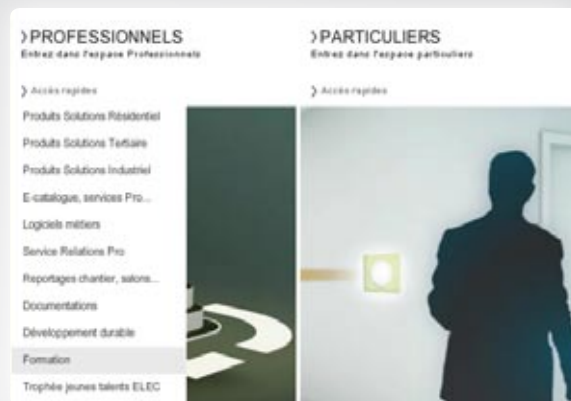 ❯PROFESSIONNELS
Entrez dans l'espace Professionnels
❯ Accès rapides
Produits Solutions Résidentiel
Produits Solutions Tertiaire
Produits Solutions Industriel
E-catalogue, services Pro...
Logiciels métiers
Service Relations Pro
Reportages chantier, salons...
Documentations
Développement durable
Formation
Trophée jeunes talents ELEC
❯PARTICULIERS
Entrez dans l'espace particuliers
❯ Accès rapides